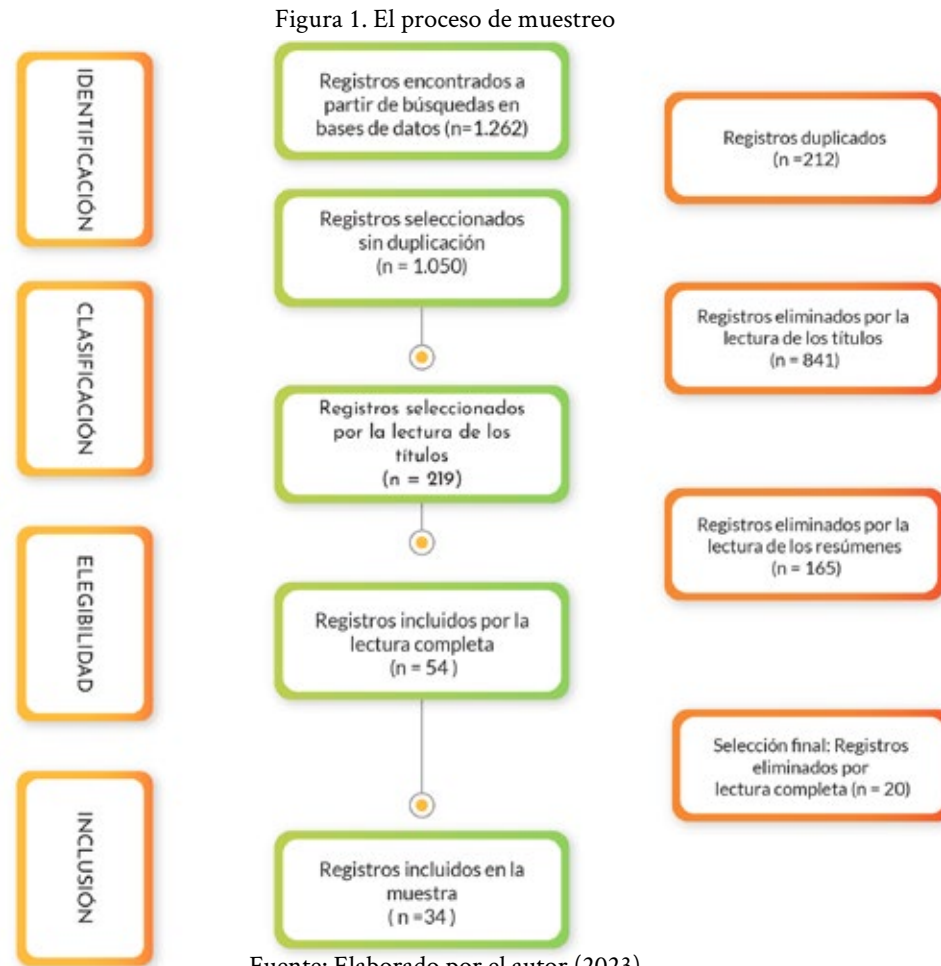 Figura 1. El proceso de muestreo
IDENTIFICACIÓN
Registros encontrados a
partir de búsquedas en
bases de datos (n=1.262)
Registros duplicados
(n =212)
Registros seleccionados
sin duplicación
(n = 1.050)
CLASIFICACIÓN
Registros eliminados por la
lectura de los títulos
(n = 841)
Registros seleccionados
por la lectura de los
títulos
(n = 219)
ELEGIBILIDAD
Registros eliminados por la
lectura de los resúmenes
(n = 165)
Registros incluidos por la
lectura completa
(n = 54 )
Selección final: Registros
eliminados por
lectura completa (n = 20)
INCLUSIÓN
Registros incluidos en la
muestra
( n =34 )
Fuente: Elaborado por el autor (2023)